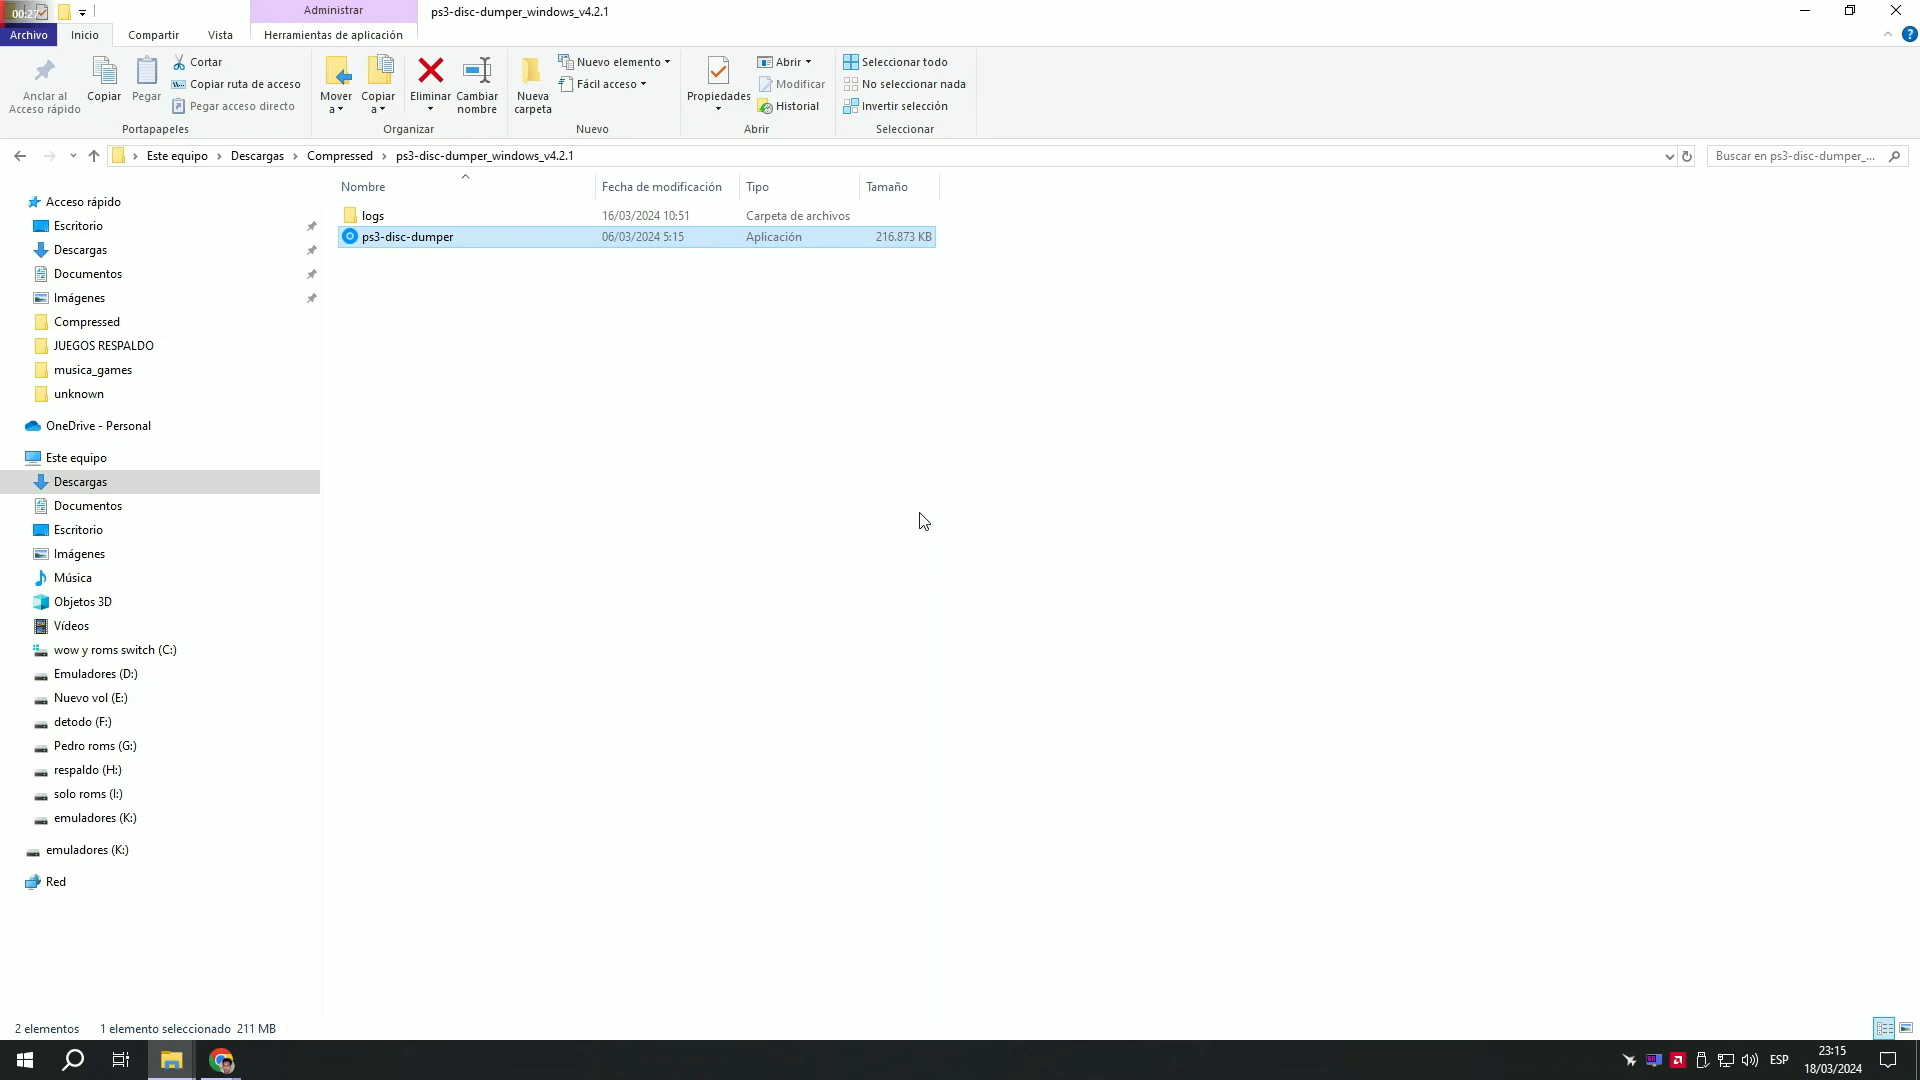 00:27
Administrar
ps3-disc-dumper_windows_v4.2.1
Archivo
Inicio
Compartir
Vista
Herramientas de aplicación
Anclar al
Acceso rápido
Copiar
Pegar
Cortar
Copiar ruta de acceso
Pegar acceso directo
Portapapeles
Mover
a
Copiar
a
Eliminar
Cambiar
nombre
Organizar
Nueva
carpeta
Nuevo elemento
Fácil acceso
Nuevo
Propiedades
Abrir
Modificar
Historial
Abrir
Seleccionar todo
No seleccionar nada
Invertir selección
Seleccionar
Este equipo > Descargas > Compressed > ps3-disc-dumper_windows_v4.2.1
Buscar en ps3-disc-dumper_...
Nombre
Fecha de modificación
Tipo
Tamaño
logs
16/03/2024 10:51
Carpeta de archivos
ps3-disc-dumper
06/03/2024 5:15
Aplicación
216.873 KB
Acceso rápido
Escritorio
Descargas
Documentos
Imágenes
Compressed
JUEGOS RESPALDO
musica_games
unknown
OneDrive - Personal
Este equipo
Descargas
Documentos
Escritorio
Imágenes
Música
Objetos 3D
Vídeos
wow y roms switch (C:)
Emuladores (D:)
Nuevo vol (E:)
detodo (F:)
Pedro roms (G:)
respaldo (H:)
solo roms (I:)
emuladores (K:)
emuladores (K:)
Red
2 elementos
1 elemento seleccionado 211 MB
ESP
23:15
18/03/2024